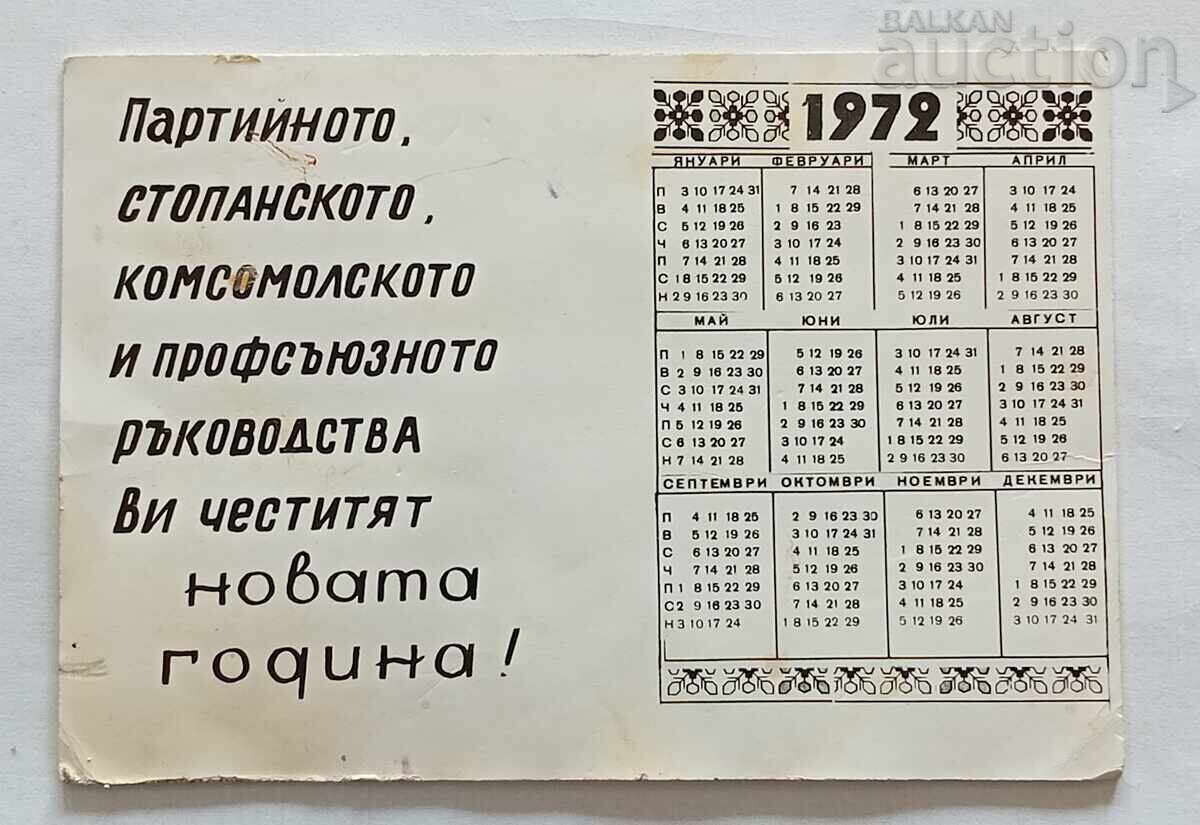 BALKAN
auction
Партийното,
стопанското,
комсомолското
и профсъюзното
ръководства
Ви честитят
новата
година!
1972
ЯНУАРИ ФЕВРУАРИ МАРТ АПРИЛ
П 3 10 17 24 31 7 14 21 28 6 13 20 27 3 10 17 24
В 4 11 18 25 1 8 15 22 29 7 14 21 28 4 11 18 25
С 5 12 19 26 2 9 16 23 1 8 15 22 29 5 12 19 26
Ч 6 13 20 27 3 10 17 24 2 9 16 23 30 6 13 20 27
П 7 14 21 28 4 11 18 25 3 10 17 24 31 7 14 21 28
С 1 8 15 22 29 5 12 19 26 4 11 18 25 1 8 15 22 29
Н 2 9 16 23 30 6 13 20 27 5 12 19 26 2 9 16 23 30
МАЙ ЮНИ ЮЛИ АВГУСТ
П 1 8 15 22 29 5 12 19 26 3 10 17 24 31 7 14 21 28
В 2 9 16 23 30 6 13 20 27 4 11 18 25 1 8 15 22 29
С 3 10 17 24 31 7 14 21 28 5 12 19 26 2 9 16 23 30
Ч 4 11 18 25 1 8 15 22 29 6 13 20 27 3 10 17 24 31
П 5 12 19 26 2 9 16 23 30 7 14 21 28 4 11 18 25
С 6 13 20 27 3 10 17 24 1 8 15 22 29 5 12 19 26
Н 7 14 21 28 4 11 18 25 2 9 16 23 30 6 13 20 27
СЕПТЕМВРИ ОКТОМВРИ НОЕМВРИ ДЕКЕМВРИ
П 4 11 18 25 2 9 16 23 30 6 13 20 27 4 11 18 25
В 5 12 19 26 3 10 17 24 31 7 14 21 28 5 12 19 26
С 6 13 20 27 4 11 18 25 1 8 15 22 29 6 13 20 27
Ч 7 14 21 28 5 12 19 26 2 9 16 23 30 7 14 21 28
П 1 8 15 22 29 6 13 20 27 3 10 17 24 1 8 15 22 29
С 2 9 16 23 30 7 14 21 28 4 11 18 25 2 9 16 23 30
Н 3 10 17 24 1 8 15 22 29 5 12 19 26 3 10 17 24 31